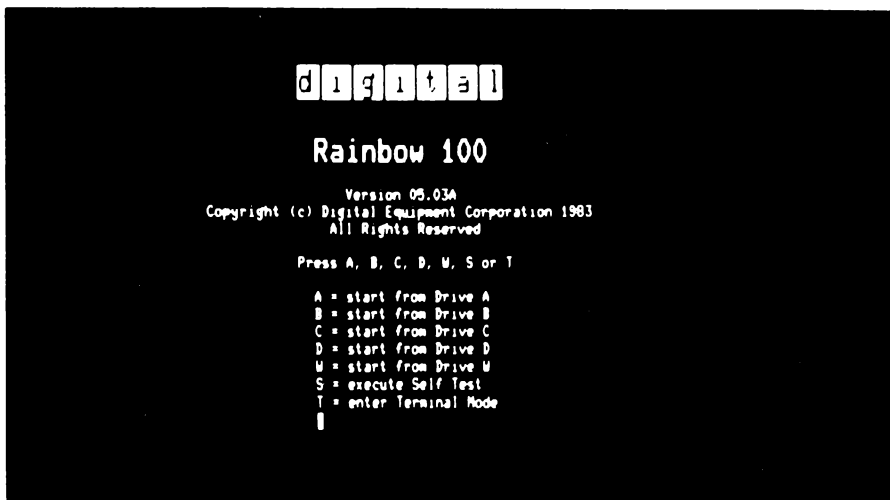 digital
Rainbow 100
Version 05.03A
Copyright (c) Digital Equipment Corporation 1983
All Rights Reserved
Press A, B, C, D, W, S or T
A = start from Drive A
B = start from Drive B
C = start from Drive C
D = start from Drive D
W = start from Drive W
S = execute Self Test
T = enter Terminal Mode